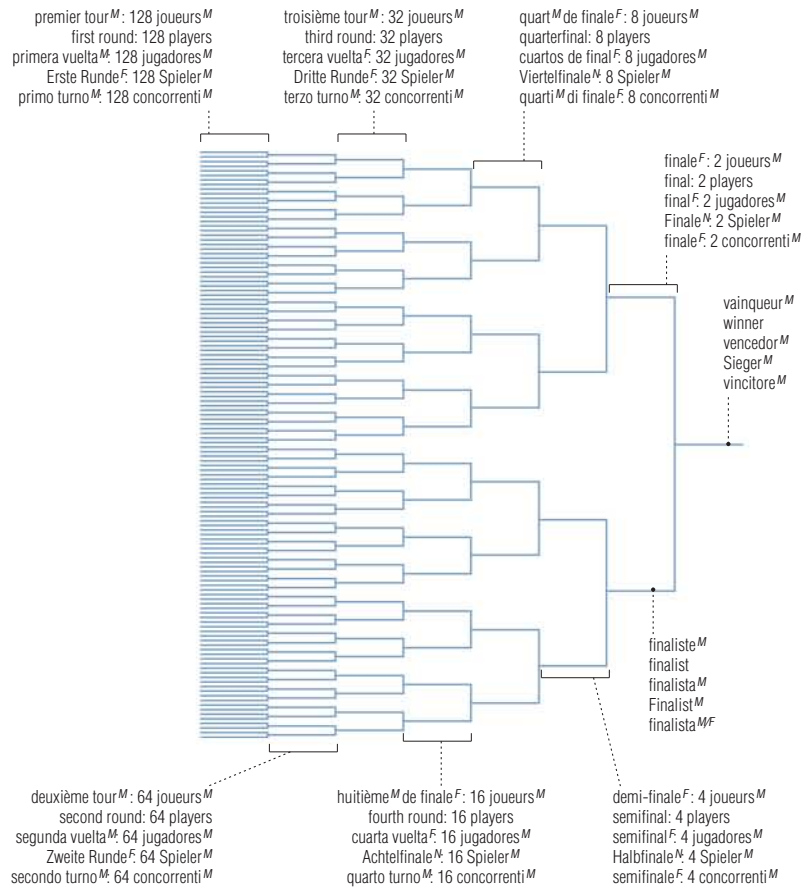 premier tour M: 128 joueurs M
first round: 128 players
primera vuelta M: 128 jugadores M
Erste Runde F: 128 Spieler M
primo turno M: 128 concorrenti M
troisième tour M: 32 joueurs M
third round: 32 players
tercera vuelta F: 32 jugadores M
Dritte Runde F: 32 Spieler M
terzo turno M: 32 concorrenti M
quart M de finale F: 8 joueurs M
quarterfinal: 8 players
cuartos de final F: 8 jugadores M
Viertelfinale N: 8 Spieler M
quarti M di finale F: 8 concorrenti M
finale F: 2 joueurs M
final: 2 players
final F: 2 jugadores M
Finale N: 2 Spieler M
finale F: 2 concorrenti M
vainqueur M
winner
vencedor M
Sieger M
vincitore M
finaliste M
finalist
finalista M
Finalist M
finalista M/F
deuxième tour M: 64 joueurs M
second round: 64 players
segunda vuelta M: 64 jugadores M
Zweite Runde F: 64 Spieler M
secondo turno M: 64 concorrenti M
huitième M de finale F: 16 joueurs M
fourth round: 16 players
cuarta vuelta F: 16 jugadores M
Achtelfinale N: 16 Spieler M
quarto turno M: 16 concorrenti M
demi-finale F: 4 joueurs M
semifinal: 4 players
semifinal F: 4 jugadores M
Halbfinale N: 4 Spieler M
semifinale F: 4 concorrenti M